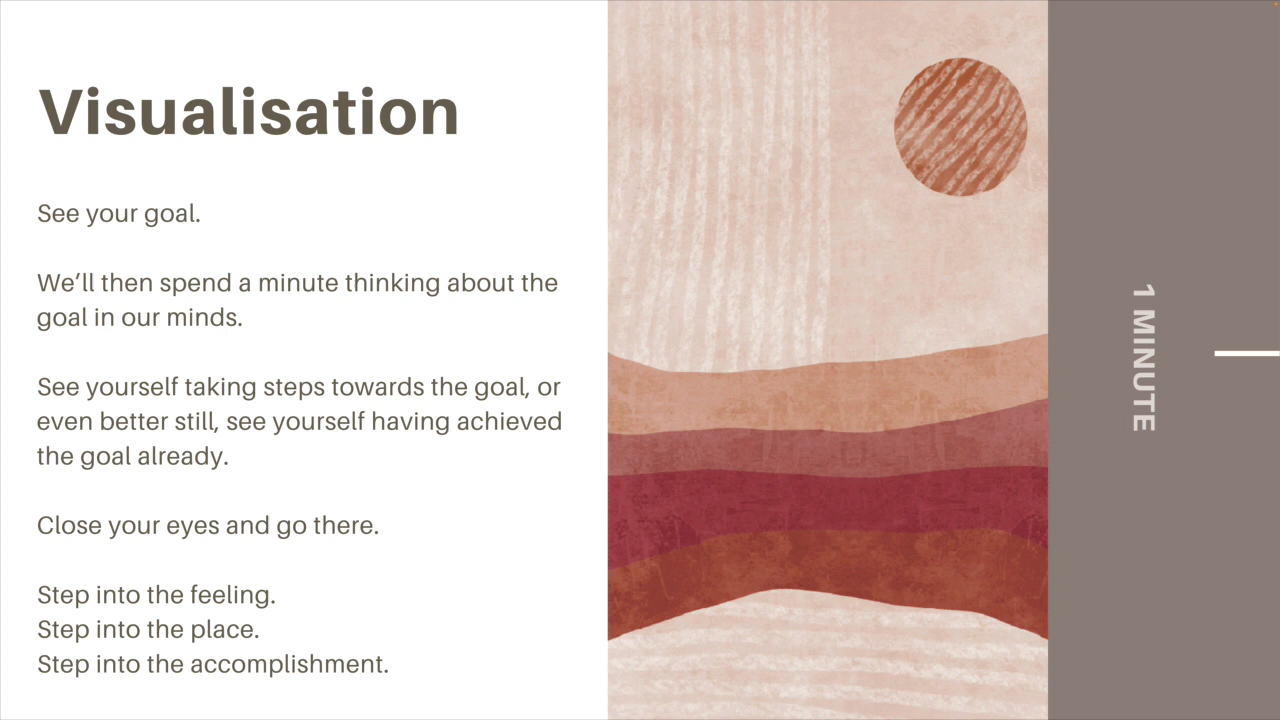 Visualisation
See your goal.
We’ll then spend a minute thinking about the
goal in our minds.
See yourself taking steps towards the goal, or
even better still, see yourself having achieved
the goal already.
Close your eyes and go there.
Step into the feeling.
Step into the place.
Step into the accomplishment.
1 MINUTE